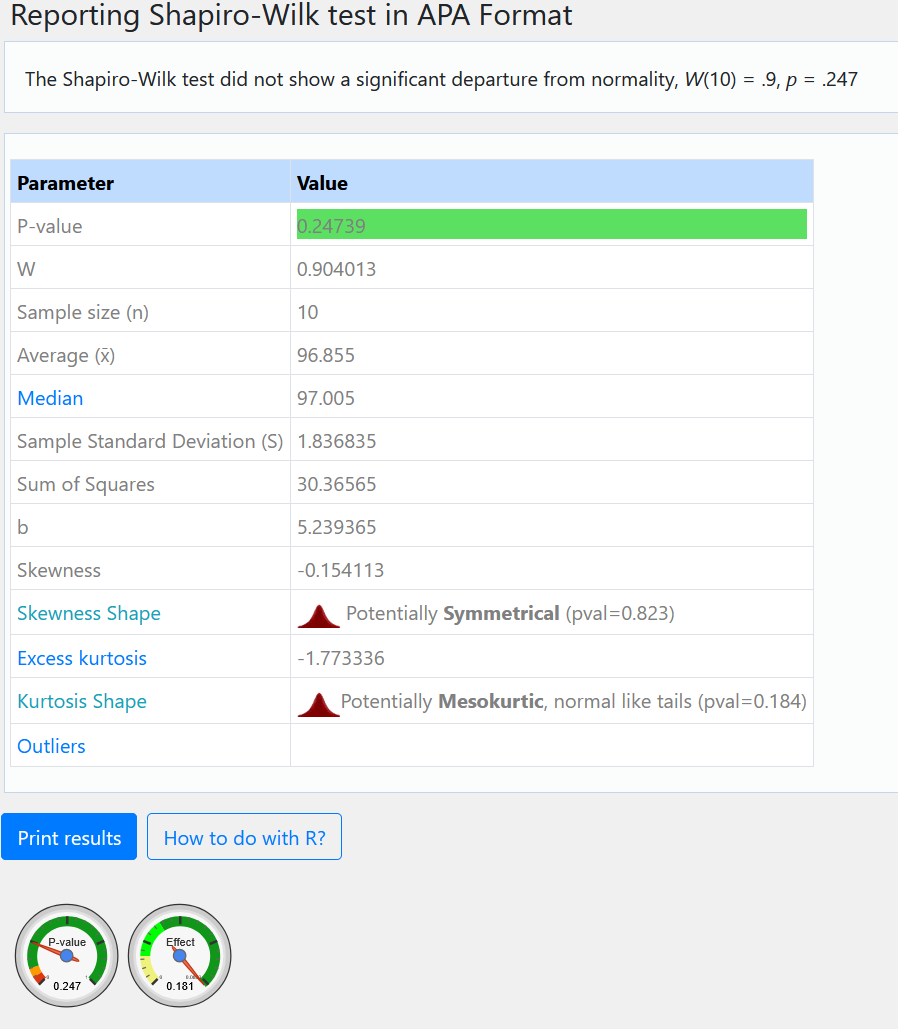 Reporting Shapiro-Wilk test in APA Format
The Shapiro-Wilk test did not show a significant departure from normality, W(10) = .9, p = .247
Parameter Value
P-value 0.24739
W 0.904013
Sample size (n) 10
Average (x̄) 96.855
Median 97.005
Sample Standard Deviation (S) 1.836835
Sum of Squares 30.36565
b 5.239365
Skewness -0.154113
Skewness Shape Potentially Symmetrical (pval=0.823)
Excess kurtosis -1.773336
Kurtosis Shape Potentially Mesokurtic, normal like tails (pval=0.184)
Outliers
Print results How to do with R?
P-value Effect
0.247 0.181